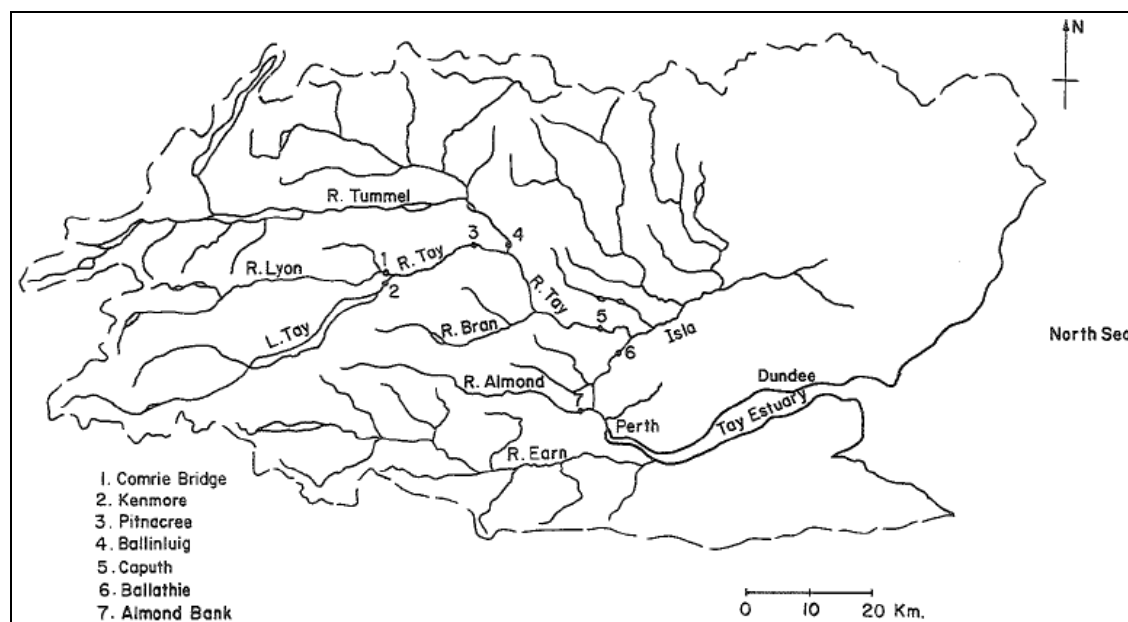 N
R. Tummel
3
4
1
R. Tay
R. Lyon
2
R. Tay
L. Tay
5
R. Bran
Isla
6
North Sea
R. Almond
Dundee
7
Perth
Tay Estuary
R. Earn
1. Comrie Bridge
2. Kenmore
3. Pitnacree
4. Ballinluig
5. Caputh
6. Ballathie
7. Almond Bank
0 10 20 Km.